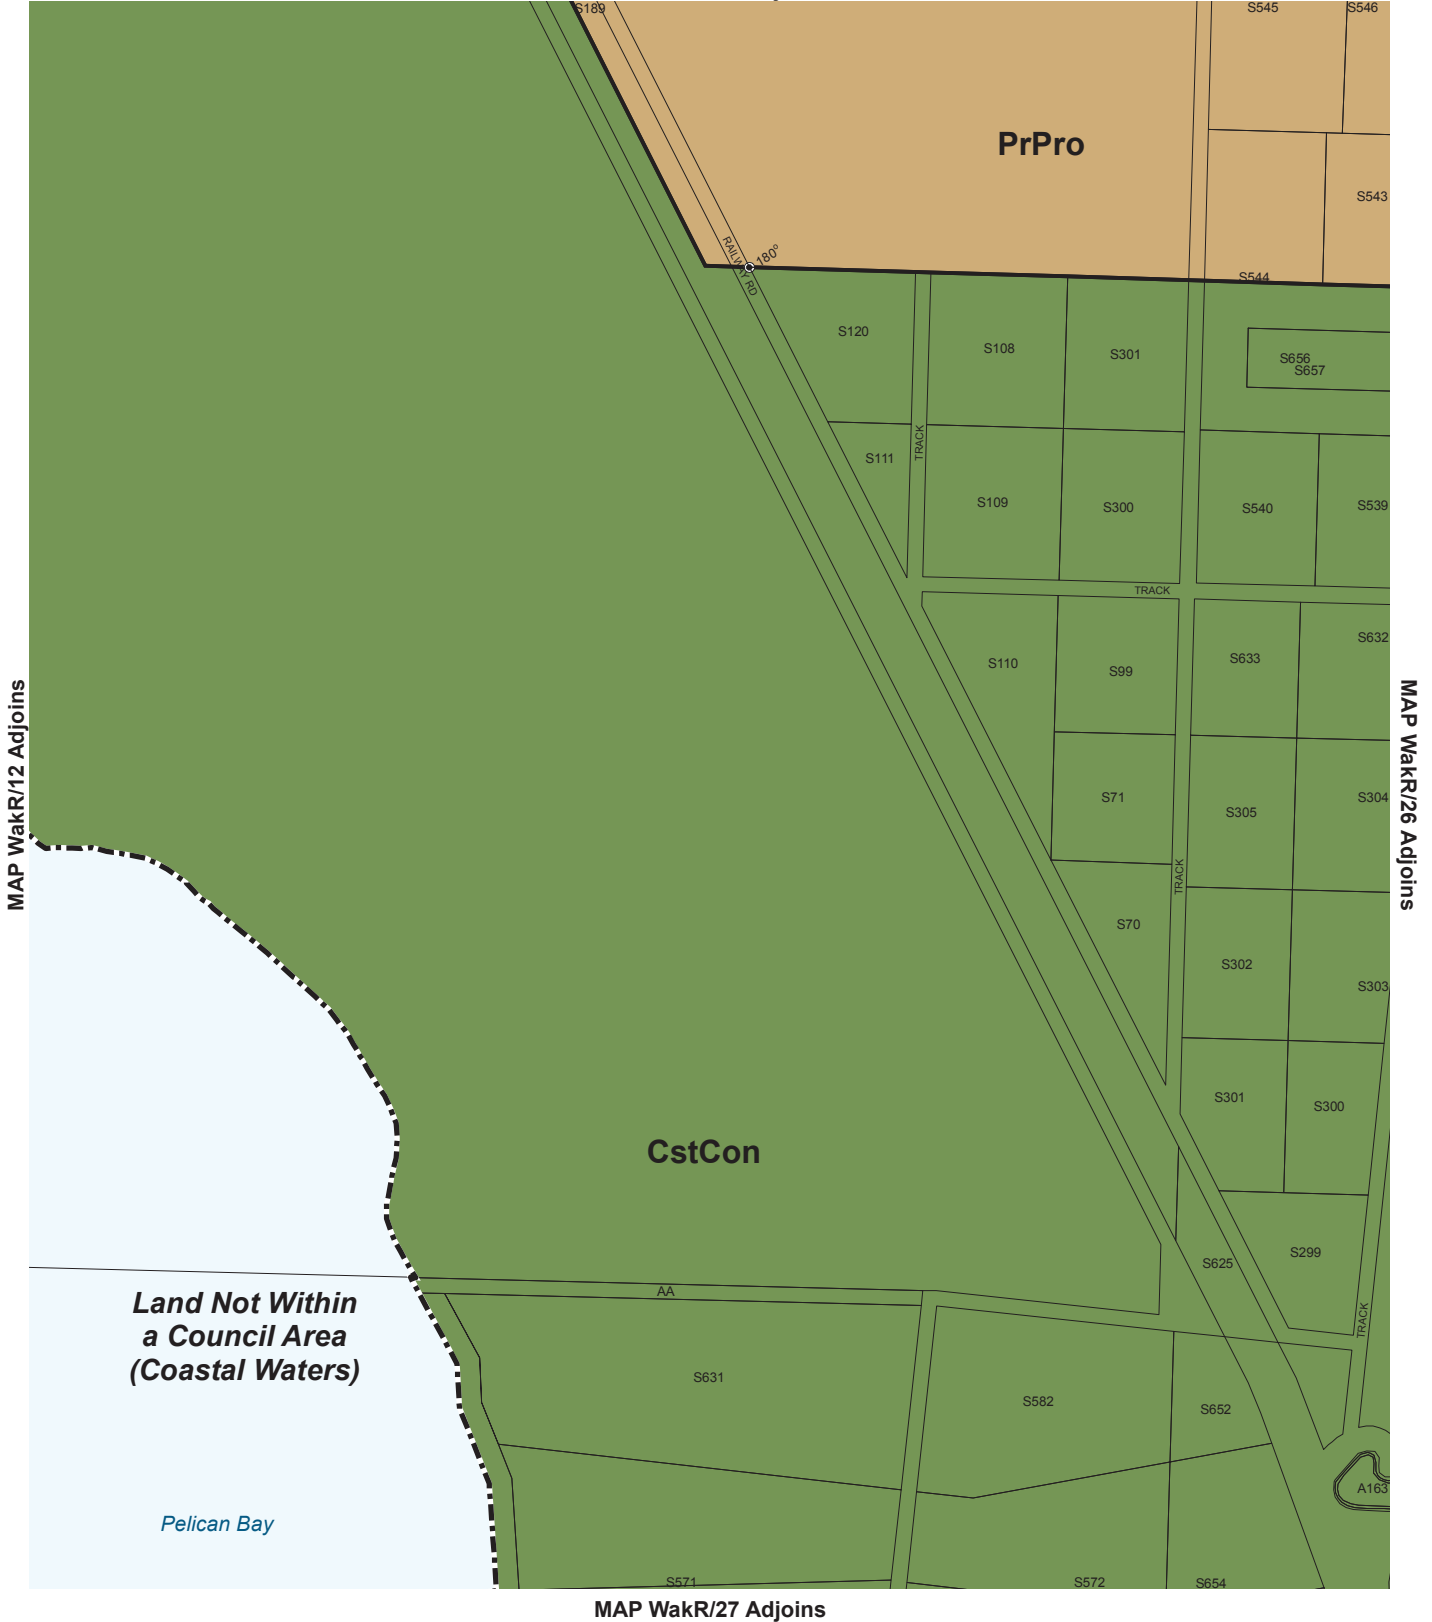 S189
S545
S546
PrPro
S543
180º
RAILWAY RD
S544
S120
S108
S301
S656
S657
S111
TRACK
S109
S300
S540
S539
TRACK
S110
S99
S633
S632
MAP WakR/12 Adjoins
MAP WakR/26 Adjoins
S71
S305
S304
TRACK
S70
S302
S303
S301
S300
CstCon
S625
S299
AA
Land Not Within
a Council Area
(Coastal Waters)
TRACK
S631
S582
S652
A163
Pelican Bay
S571
S572
S654
MAP WakR/27 Adjoins